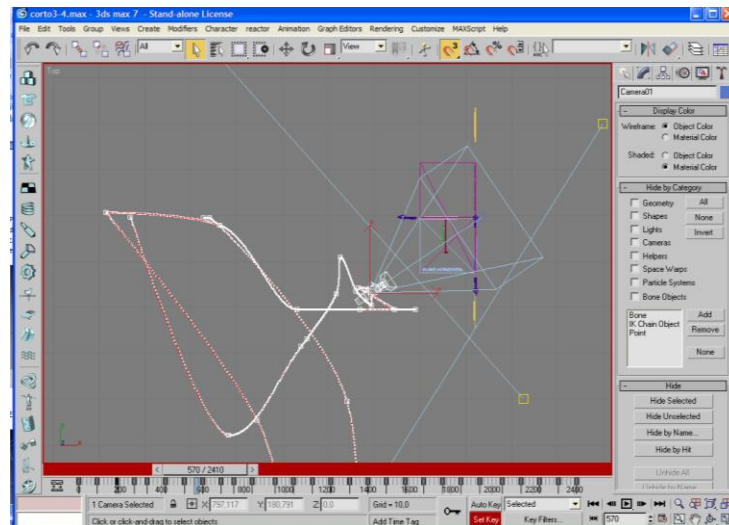 corto3-4.max - 3ds max 7 - Stand-alone License
File Edit Tools Group Views Create Modifiers Character reactor Animation Graph Editors Rendering Customize MAXScript Help
All View
Top
Camera01
Display Color
Wireframe: Object Color
Material Color
Shaded: Object Color
Material Color
Hide by Category
Geometry All
Shapes None
Lights Invert
Cameras
Helpers
Space Warps
Particle Systems
Bone Objects
Bone Add
IK Chain Object Remove
Point
None
Hide
Hide Selected
Hide Unselected
Hide by Name...
Hide by Hit
Unhide All
Unhide by Name...
570 / 2410
0 200 400 600 800 1000 1200 1400 1600 1800 2000 2200 2400
1 Camera Selected X: 757,117 Y: 180,791 Z: 0,0 Grid = 10,0 Auto Key Selected
Click or click-and-drag to select objects Add Time Tag Set Key Key Filters... 570